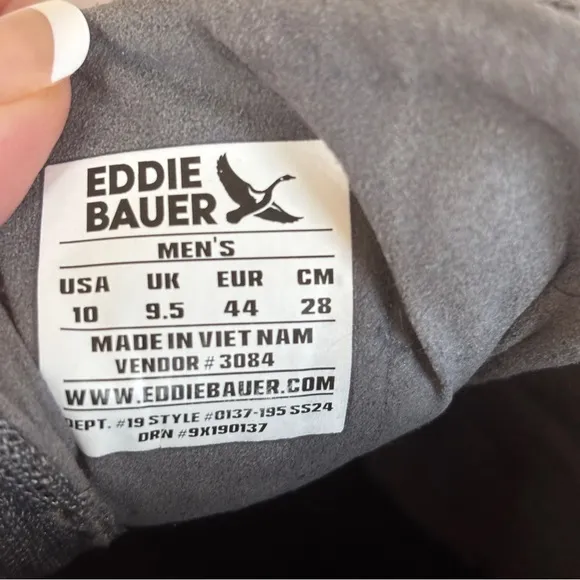 EDDIE
BAUER
MEN'S
USA UK EUR CM
10 9.5 44 28
MADE IN VIET NAM
VENDOR # 3084
WWW.EDDIEBAUER.COM
DEPT. #19 STYLE #0137-195 SS24
DRN #9X190137